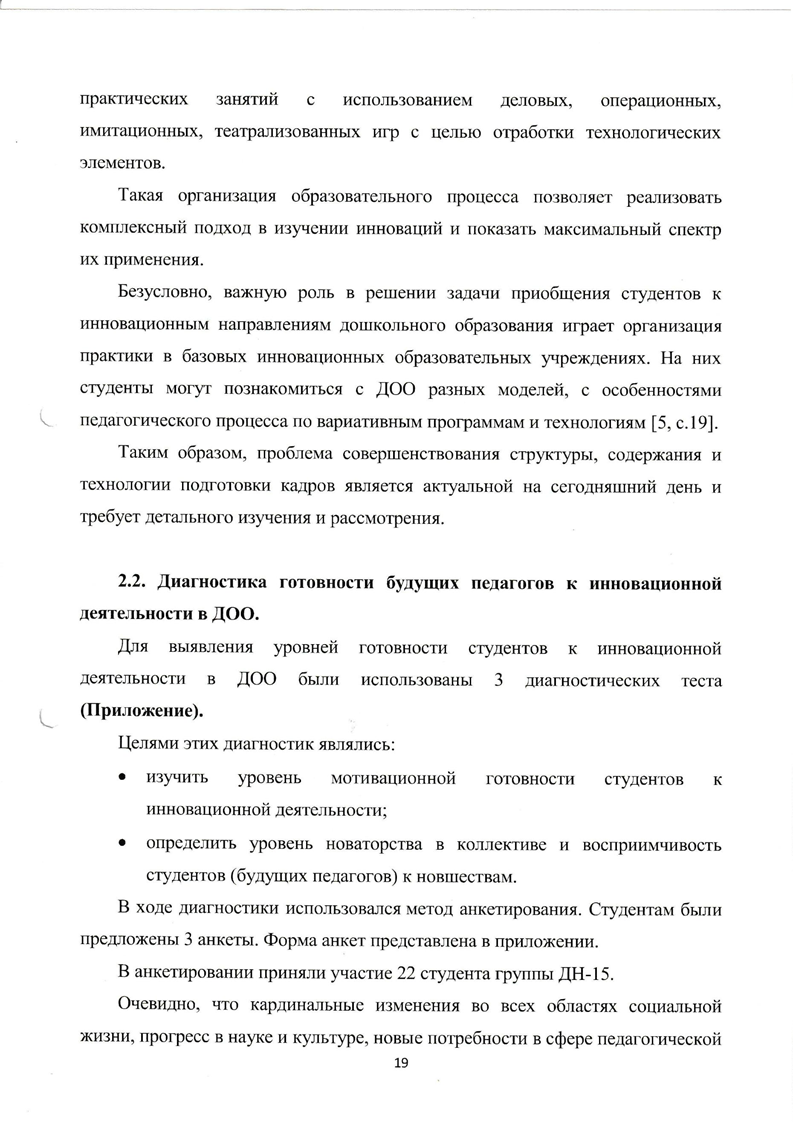 практических занятий с использованием деловых, операционных,
имитационных, театрализованных игр с целью отработки технологических
элементов.
Такая организация образовательного процесса позволяет реализовать
комплексный подход в изучении инноваций и показать максимальный спектр
их применения.
Безусловно, важную роль в решении задачи приобщения студентов к
инновационным направлениям дошкольного образования играет организация
практики в базовых инновационных образовательных учреждениях. На них
студенты могут познакомиться с ДОО разных моделей, с особенностями
педагогического процесса по вариативным программам и технологиям [5, с.19].
Таким образом, проблема совершенствования структуры, содержания и
технологии подготовки кадров является актуальной на сегодняшний день и
требует детального изучения и рассмотрения.
2.2. Диагностика готовности будущих педагогов к инновационной
деятельности в ДОО.
Для выявления уровней готовности студентов к инновационной
деятельности в ДОО были использованы 3 диагностических теста
(Приложение).
Целями этих диагностик являлись:
• изучить уровень мотивационной готовности студентов к
инновационной деятельности;
• определить уровень новаторства в коллективе и восприимчивость
студентов (будущих педагогов) к новшествам.
В ходе диагностики использовался метод анкетирования. Студентам были
предложены 3 анкеты. Форма анкет представлена в приложении.
В анкетировании приняли участие 22 студента группы ДН-15.
Очевидно, что кардинальные изменения во всех областях социальной
жизни, прогресс в науке и культуре, новые потребности в сфере педагогической
19